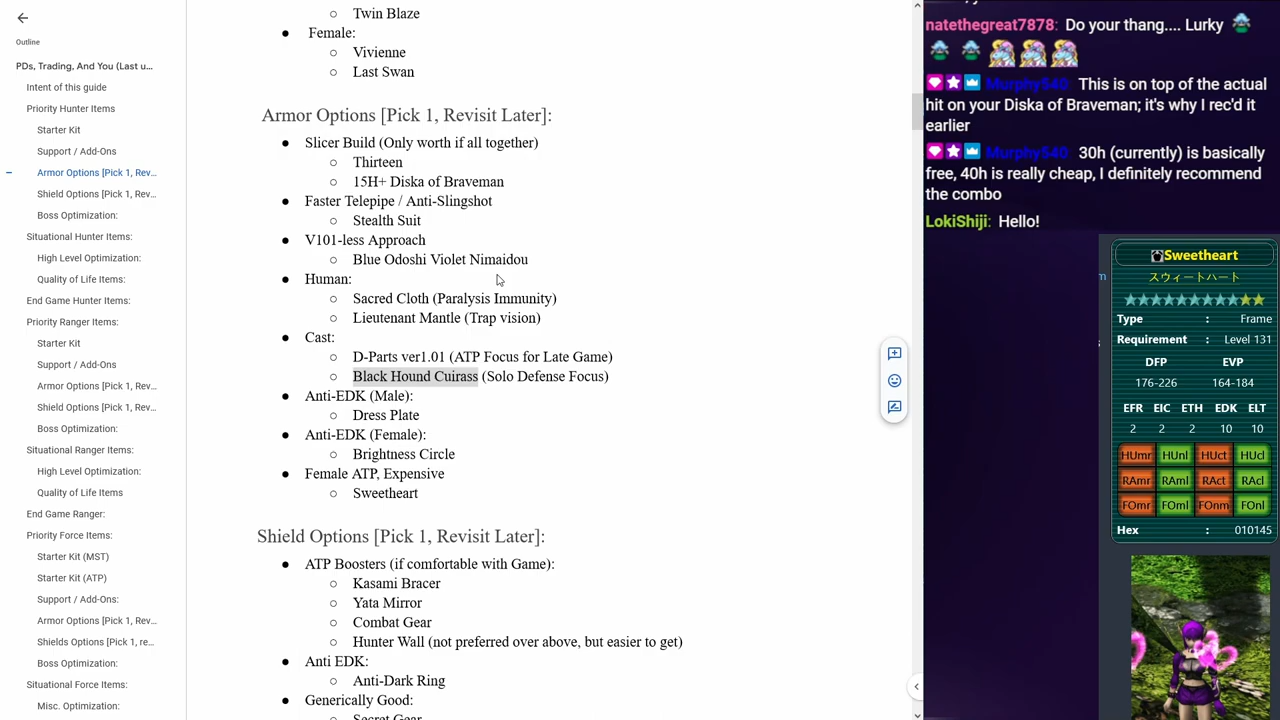 Outline
PDs, Trading, And You (Last u...
Intent of this guide
Priority Hunter Items
Starter Kit
Support / Add-Ons
Armor Options [Pick 1, Rev...
Shield Options [Pick 1, Rev...
Boss Optimization:
Situational Hunter Items:
High Level Optimization:
Quality of Life Items:
End Game Hunter Items:
Priority Ranger Items:
Starter Kit
Support / Add-Ons:
Armor Options [Pick 1, Rev...
Shield Options [Pick 1, Rev...
Boss Optimization:
Situational Ranger Items:
High Level Optimization:
Quality of Life Items
End Game Ranger:
Priority Force Items:
Starter Kit (MST)
Starter Kit (ATP)
Support / Add-Ons:
Armor Options [Pick 1, Rev...
Shields Options [Pick 1, re...
Boss Optimization:
Situational Force Items:
Misc. Optimization:
Twin Blaze
Female:
Vivienne
Last Swan
Armor Options [Pick 1, Revisit Later]:
Slicer Build (Only worth if all together)
Thirteen
15H+ Diska of Braveman
Faster Telepipe / Anti-Slingshot
Stealth Suit
V101-less Approach
Blue Odoshi Violet Nimaidou
Human:
Sacred Cloth (Paralysis Immunity)
Lieutenant Mantle (Trap vision)
Cast:
D-Parts ver1.01 (ATP Focus for Late Game)
Black Hound Cuirass (Solo Defense Focus)
Anti-EDK (Male):
Dress Plate
Anti-EDK (Female):
Brightness Circle
Female ATP, Expensive
Sweetheart
Shield Options [Pick 1, Revisit Later]:
ATP Boosters (if comfortable with Game):
Kasami Bracer
Yata Mirror
Combat Gear
Hunter Wall (not preferred over above, but easier to get)
Anti EDK:
Anti-Dark Ring
Generically Good:
Secret Gear
natethegreat7878: Do your thang.... Lurky
Murphy540: This is on top of the actual
hit on your Diska of Braveman; it's why I rec'd it
earlier
Murphy540: 30h (currently) is basically
free, 40h is really cheap, I definitely recommend
the combo
LokiShiji: Hello!
Sweetheart
スウィートハート
Type : Frame
Requirement : Level 131
DFP EVP
176-226 164-184
EFR EIC ETH EDK ELT
2 2 2 10 10
HUmr HUnl HUct HUcl
RAmr RAml RAct RAcl
FOmr FOml FOnm FOnl
Hex : 010145